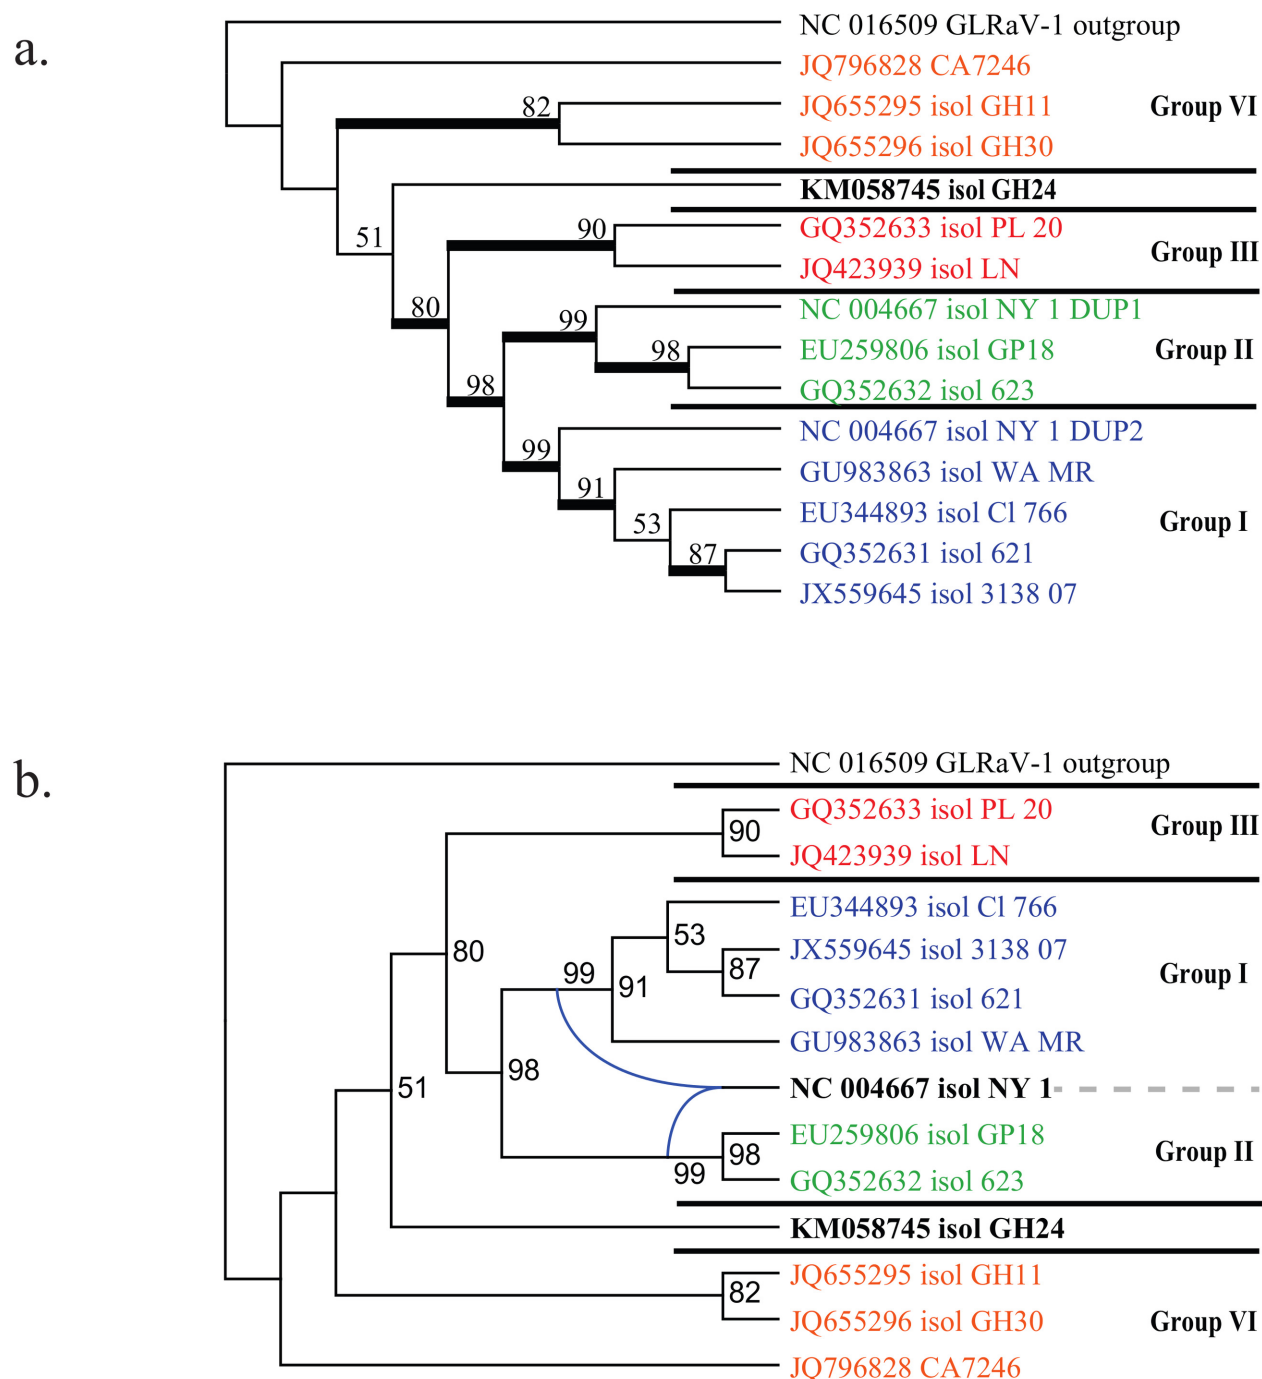 a.
NC 016509 GLRaV-1 outgroup
JQ796828 CA7246
82
JQ655295 isol GH11
Group VI
JQ655296 isol GH30
KM058745 isol GH24
51
90
GQ352633 isol PL 20
Group III
JQ423939 isol LN
80
99
NC 004667 isol NY 1 DUP1
98
EU259806 isol GP18
Group II
98
GQ352632 isol 623
99
NC 004667 isol NY 1 DUP2
91
GU983863 isol WA MR
53
EU344893 isol Cl 766
Group I
87
GQ352631 isol 621
JX559645 isol 3138 07
b.
NC 016509 GLRaV-1 outgroup
GQ352633 isol PL 20
90
Group III
JQ423939 isol LN
EU344893 isol Cl 766
53
80
JX559645 isol 3138 07
87
Group I
99
91
GQ352631 isol 621
GU983863 isol WA MR
98
51
NC 004667 isol NY 1
EU259806 isol GP18
98
Group II
99
GQ352632 isol 623
KM058745 isol GH24
JQ655295 isol GH11
82
JQ655296 isol GH30
Group VI
JQ796828 CA7246